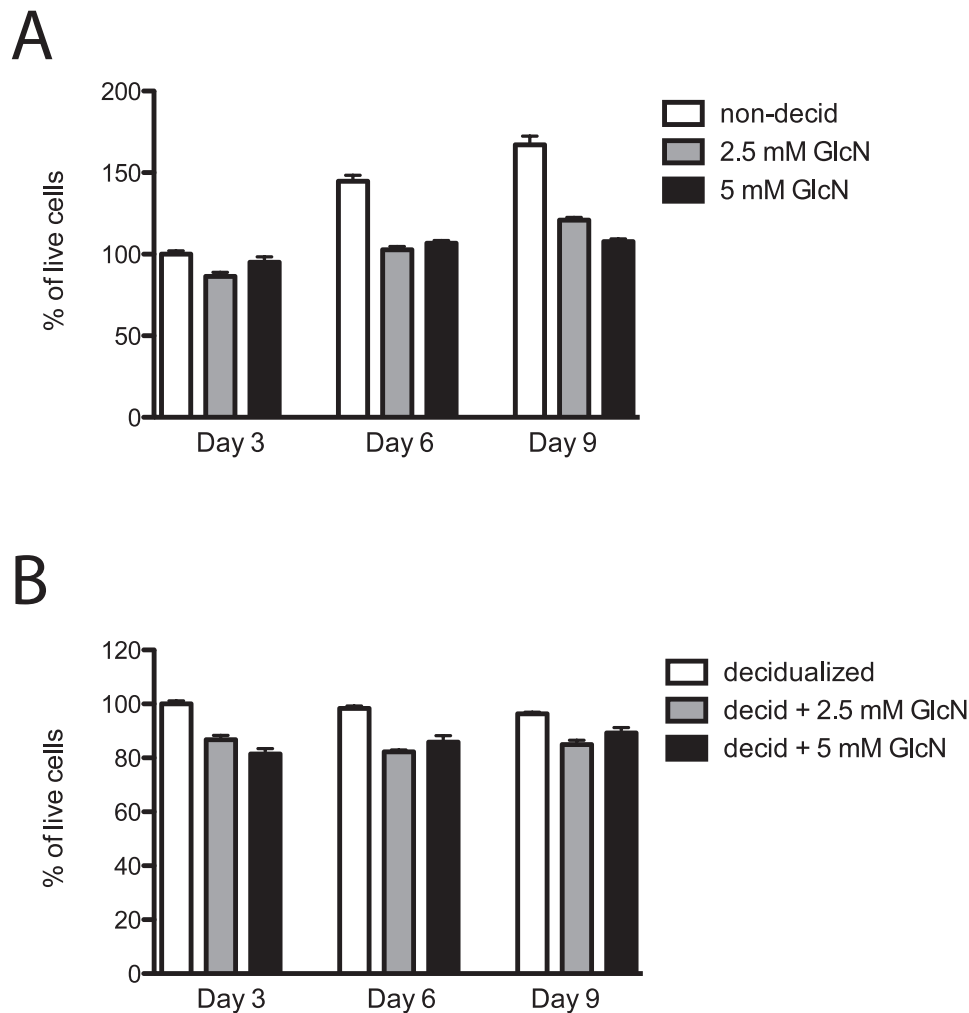 A
200
150
100
50
0
% of live cells
Day 3
Day 6
Day 9
non-decid
2.5 mM GlcN
5 mM GlcN
B
120
100
80
60
40
20
0
% of live cells
Day 3
Day 6
Day 9
decidualized
decid + 2.5 mM GlcN
decid + 5 mM GlcN